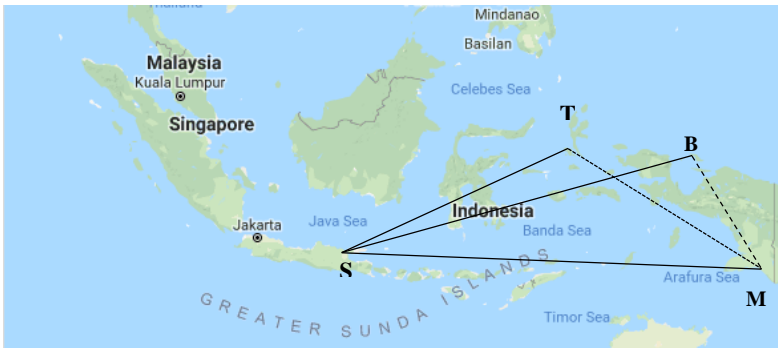 Thailand
Mindanao
Malaysia
Basilan
Kuala Lumpur
Celebes Sea
T
Singapore
B
Indonesia
Java Sea
Jakarta
Banda Sea
S
Arafura Sea
M
GREATER SUNDA ISLANDS
Timor Sea